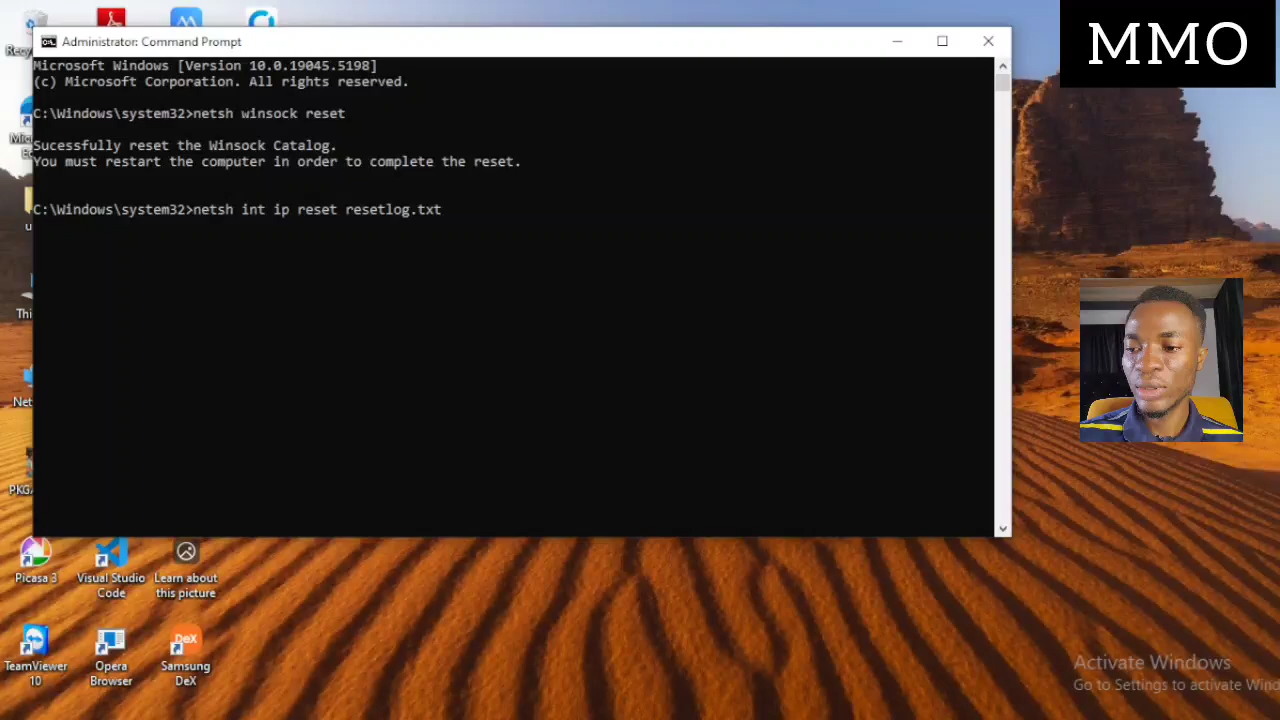 MMO
Administrator: Command Prompt
Microsoft Windows [Version 10.0.19045.5198]
(c) Microsoft Corporation. All rights reserved.
C:\Windows\system32>netsh winsock reset
Sucessfully reset the Winsock Catalog.
You must restart the computer in order to complete the reset.
C:\Windows\system32>netsh int ip reset resetlog.txt
Picasa 3
Visual Studio
Code
Learn about
this picture
TeamViewer
10
Opera
Browser
DeX
Samsung
DeX
Activate Windows
Go to Settings to activate Wind